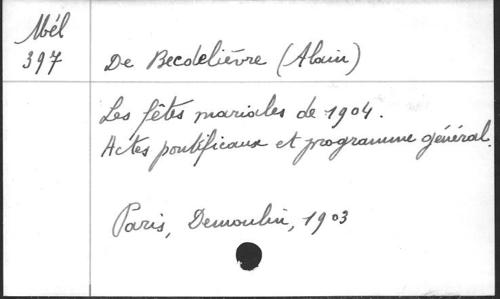 Mél
397
De Becdelièvre (Alain)
Les fêtes mariales de 1904.
Actes pontificaux et programme général.
Paris, Demoulin, 1903